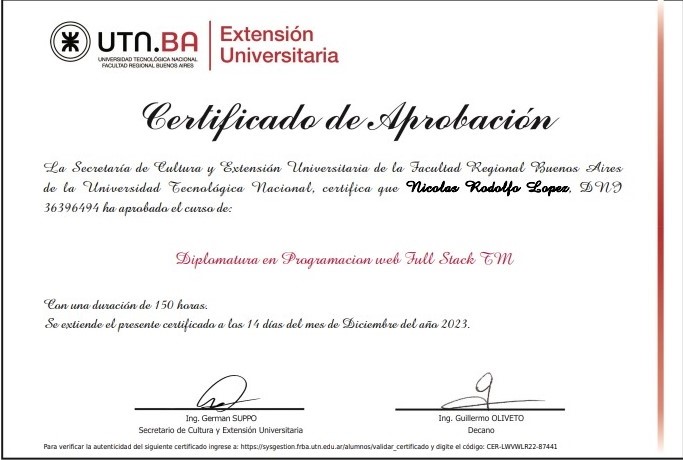 UTN.BA
UNIVERSIDAD TECNOLÓGICA NACIONAL
FACULTAD REGIONAL BUENOS AIRES
Extensión
Universitaria
Certificado de Aprobación
La Secretaría de Cultura y Extensión Universitaria de la Facultad Regional Buenos Aires
de la Universidad Tecnológica Nacional, certifica que Nicolas Rodolfo Lopez, DNI
36396494 ha aprobado el curso de:
Diplomatura en Programacion web Full Stack TM
Con una duración de 150 horas.
Se extiende el presente certificado a los 14 días del mes de Diciembre del año 2023.
Ing. German SUPPO
Secretario de Cultura y Extensión Universitaria
Ing. Guillermo OLIVETO
Decano
Para verificar la autenticidad del siguiente certificado ingrese a: https://sysgestion.frba.utn.edu.ar/alumnos/validar_certificado y digite el código: CER-LWVWLR22-87441